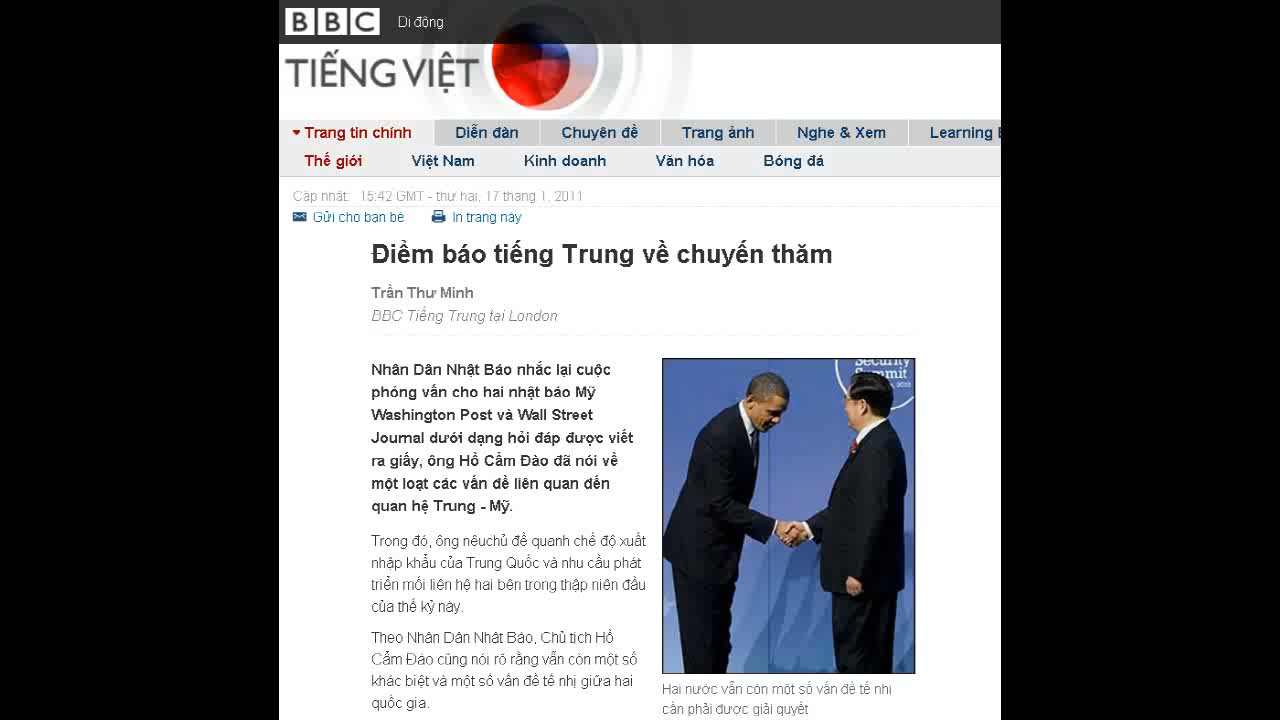 BBC Di động
TIẾNG VIỆT
Trang tin chính Diễn đàn Chuyên đề Trang ảnh Nghe & Xem Learning E
Thế giới Việt Nam Kinh doanh Văn hóa Bóng đá
Cập nhật: 15:42 GMT - thứ hai, 17 tháng 1, 2011
Gửi cho bạn bè In trang này
Điểm báo tiếng Trung về chuyến thăm
Trần Thư Minh
BBC Tiếng Trung tại London
Nhân Dân Nhật Báo nhắc lại cuộc
phỏng vấn cho hai nhật báo Mỹ
Washington Post và Wall Street
Journal dưới dạng hỏi đáp được viết
ra giấy, ông Hồ Cẩm Đào đã nói về
một loạt các vấn đề liên quan đến
quan hệ Trung - Mỹ.
Trong đó, ông nêuchủ đề quanh chế độ xuất
nhập khẩu của Trung Quốc và nhu cầu phát
triển mối liên hệ hai bên trong thập niên đầu
của thế kỷ này.
Theo Nhân Dân Nhật Báo, Chủ tịch Hồ
Cẩm Đào cũng nói rõ rằng vẫn còn một số
khác biệt và một số vấn đề tế nhị giữa hai
quốc gia.
Security
Summit
2010
Hai nước vẫn còn một số vấn đề tế nhị
cần phải được giải quyết